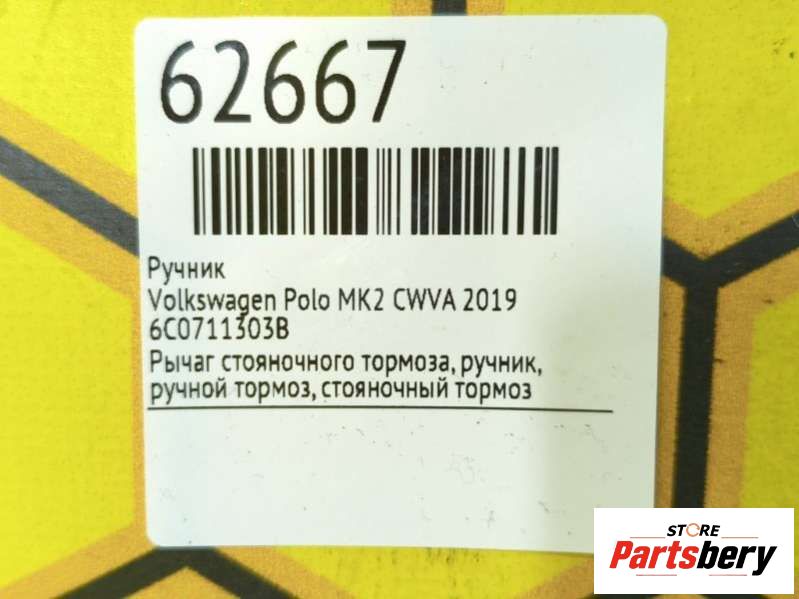 62667
Ручник
Volkswagen Polo MK2 CWVA 2019
6C0711303B
Рычаг стояночного тормоза, ручник,
ручной тормоз, стояночный тормоз
STORE
Partsbery